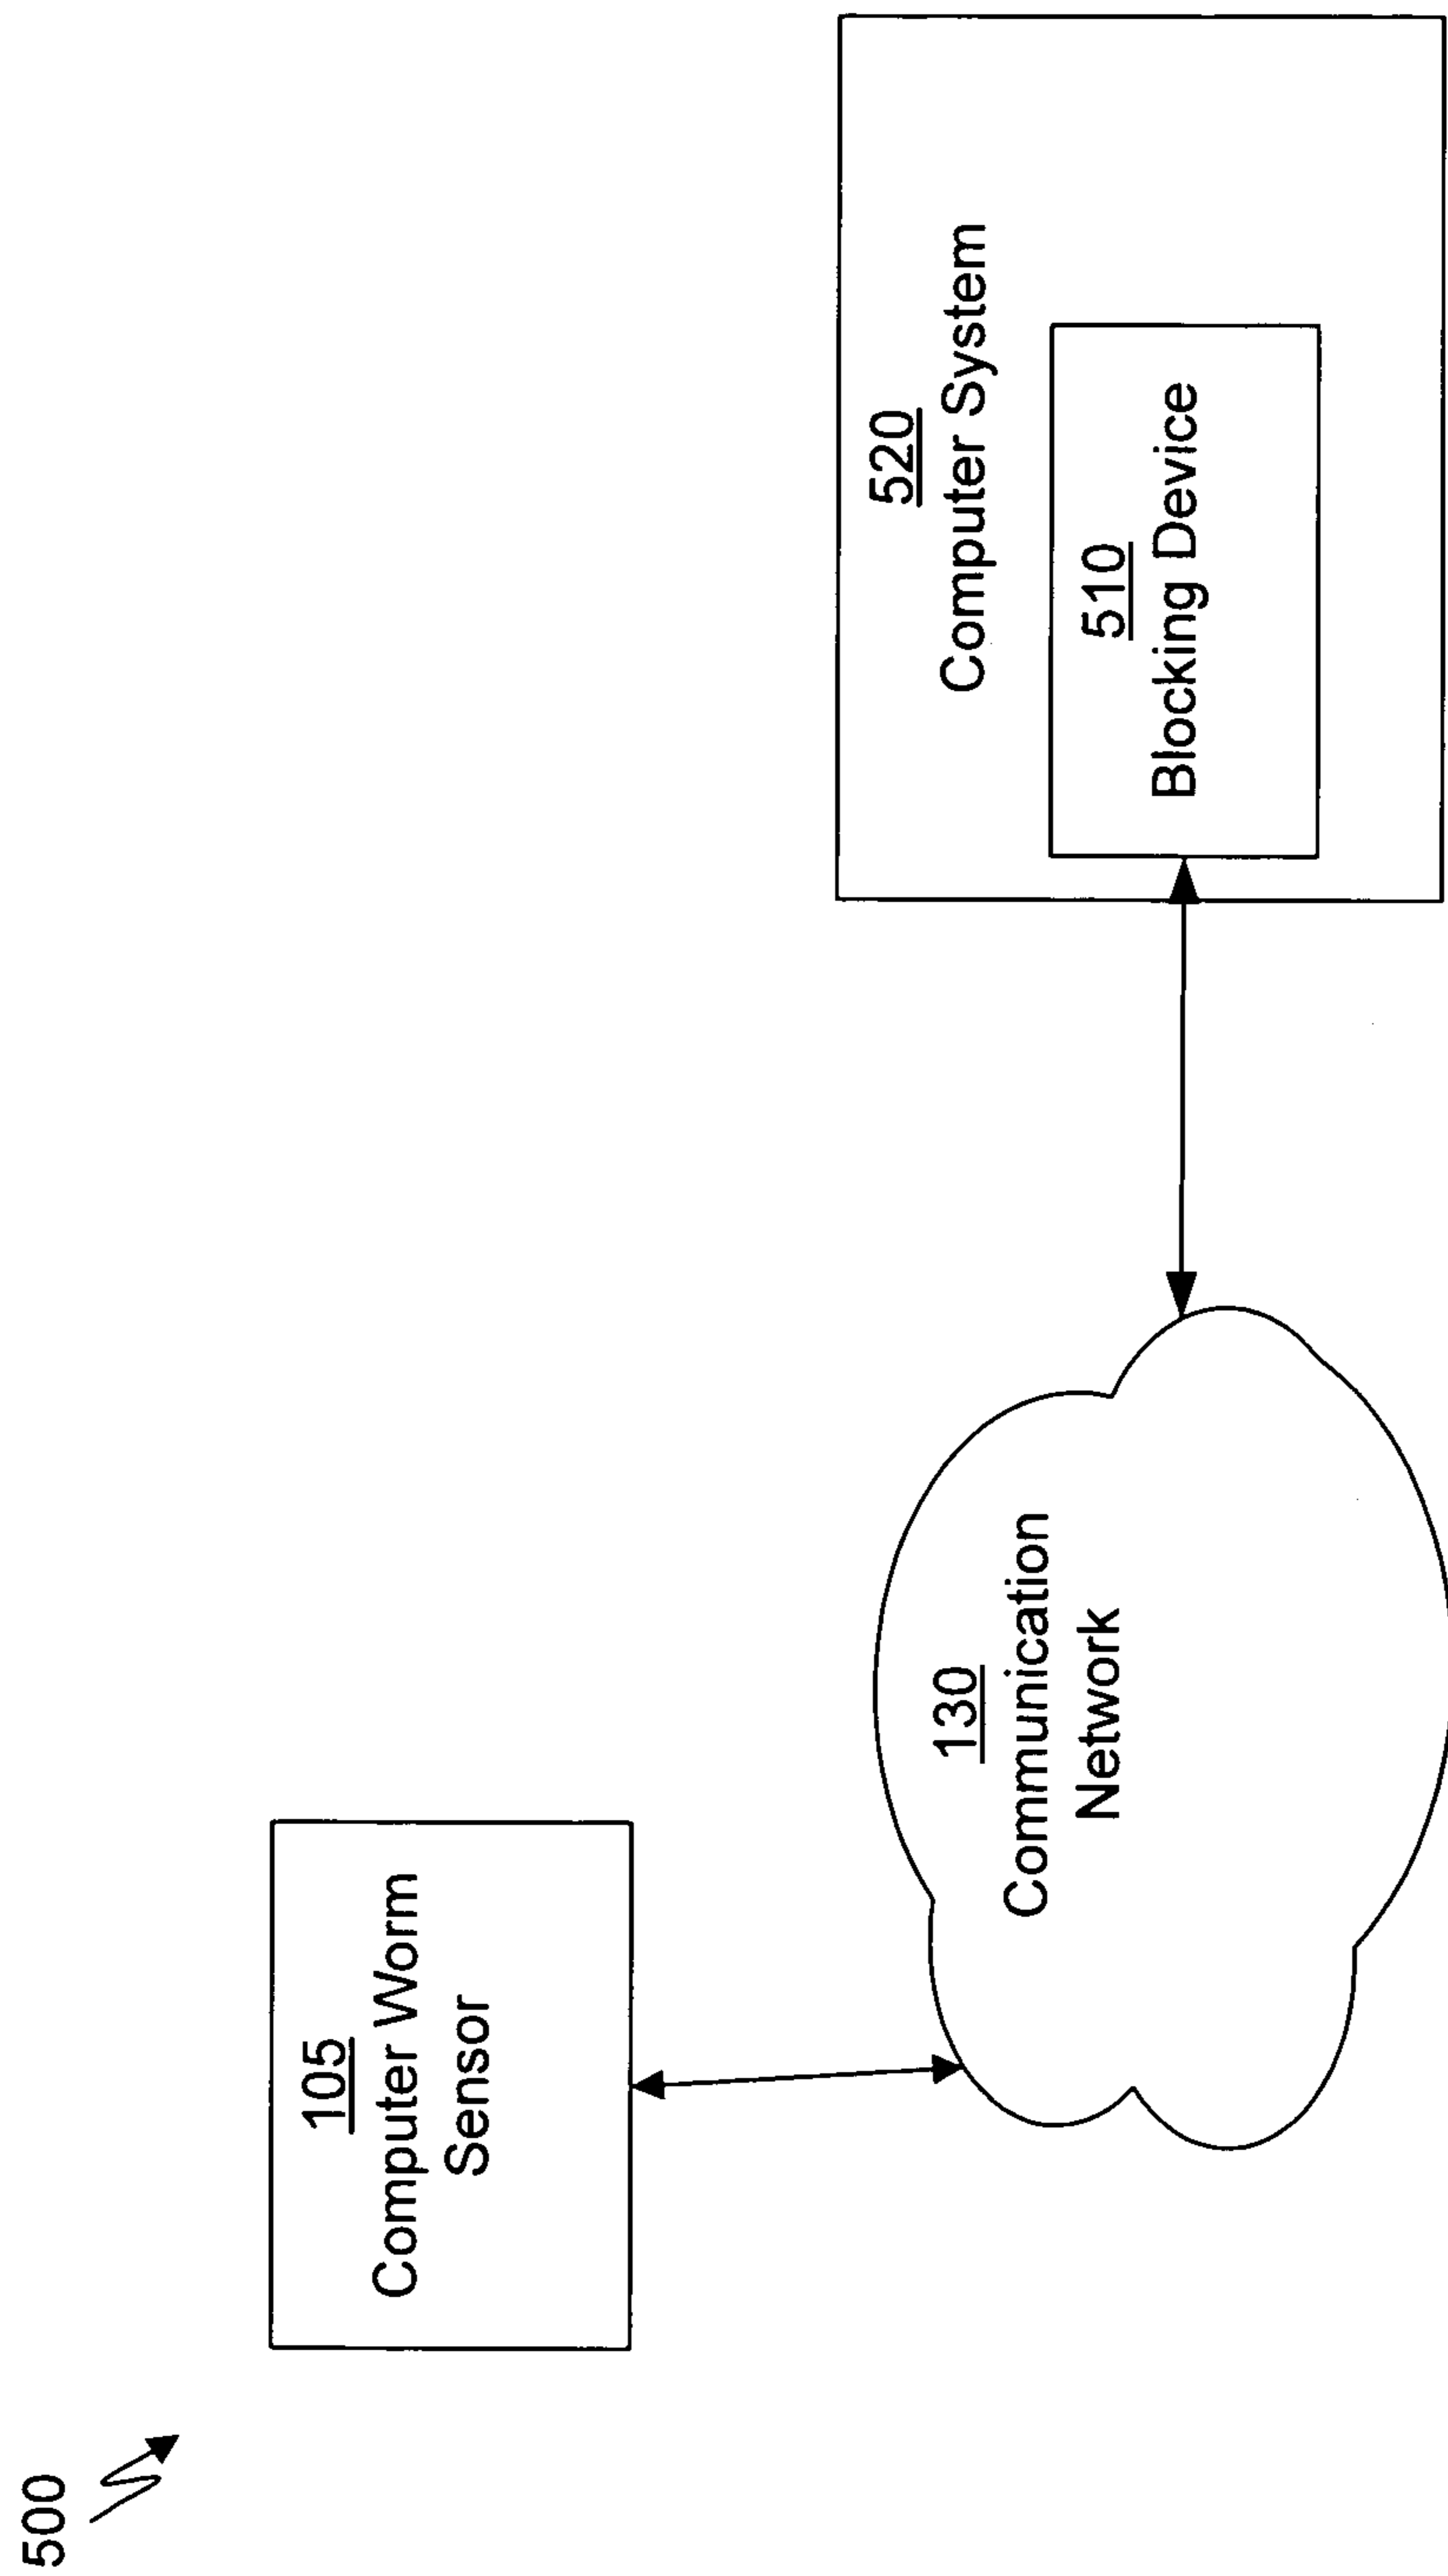 500
105
Computer Worm
Sensor
130
Communication
Network
520
Computer System
510
Blocking Device